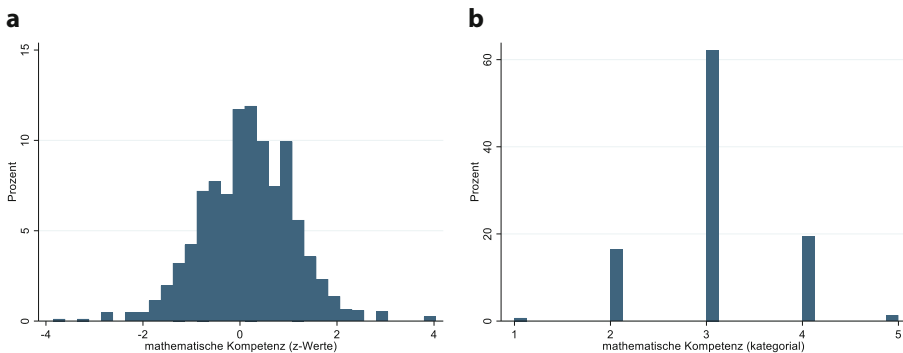 a
15
10
5
0
Prozent
-4 -2 0 2 4
mathematische Kompetenz (z-Werte)
b
60
40
20
0
Prozent
1 2 3 4 5
mathematische Kompetenz (kategorial)